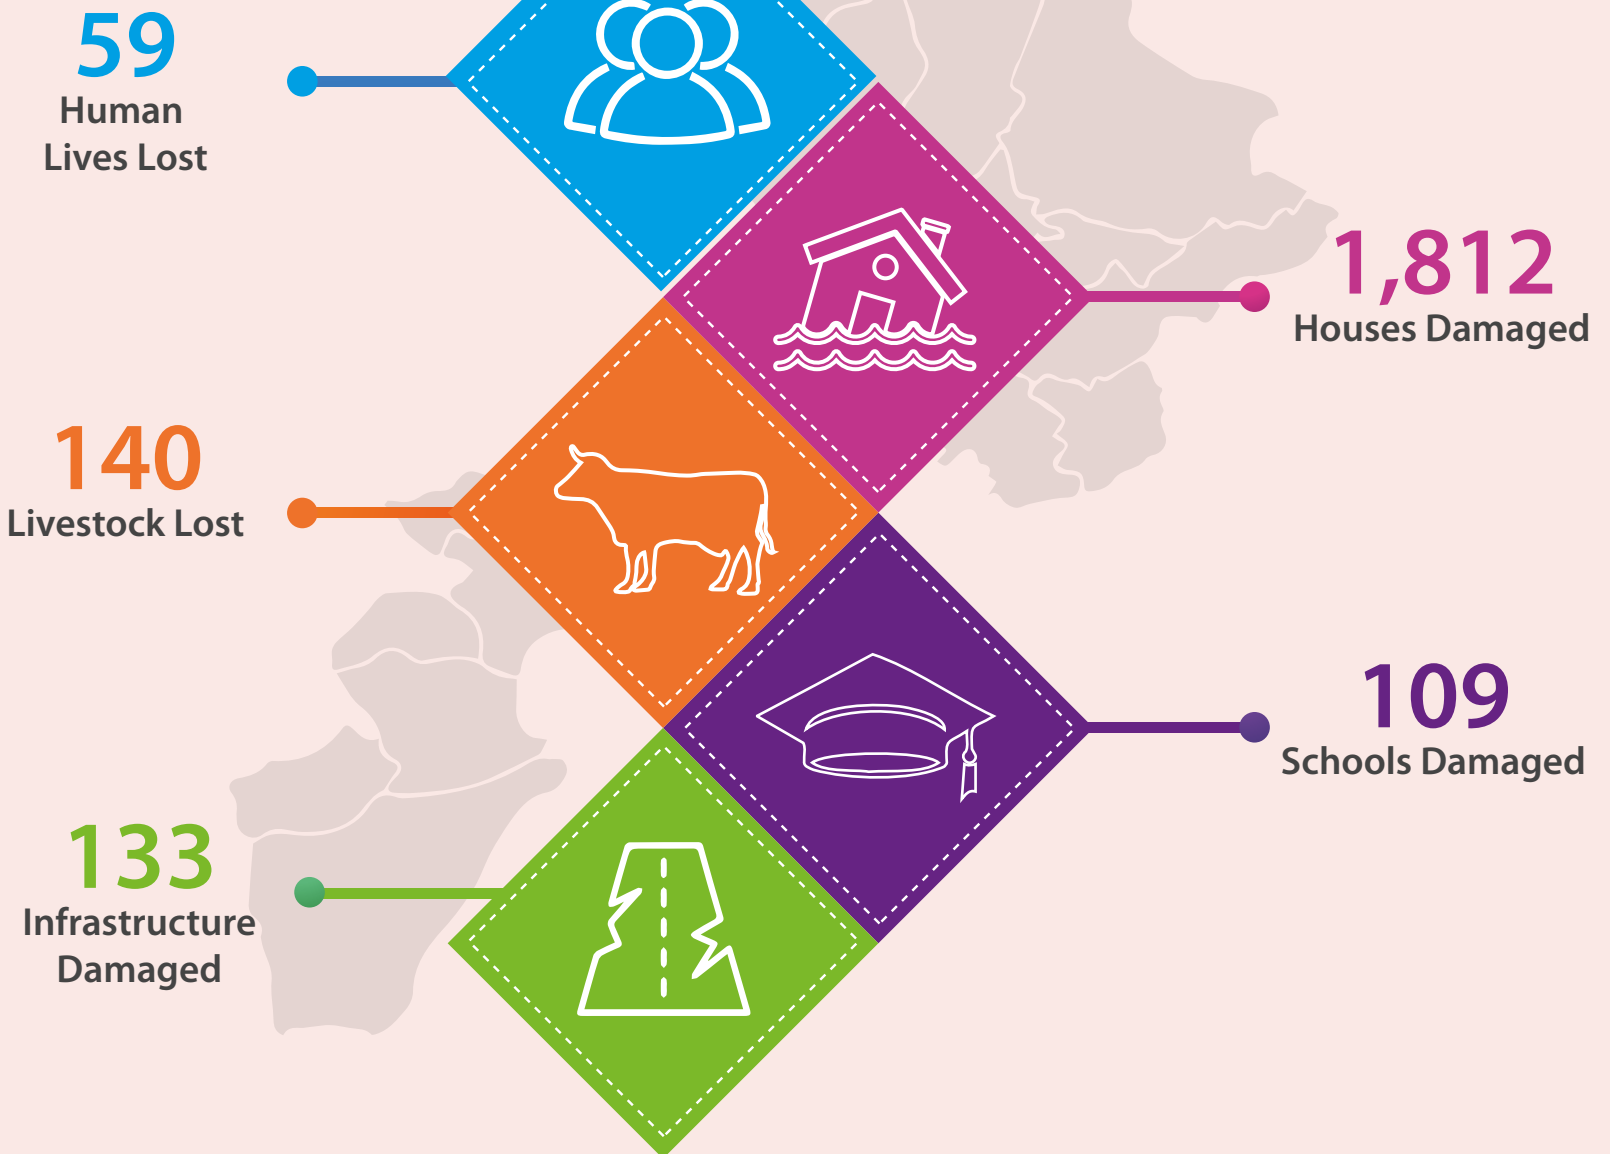 59
Human
Lives Lost
1,812
Houses Damaged
140
Livestock Lost
109
Schools Damaged
133
Infrastructure
Damaged